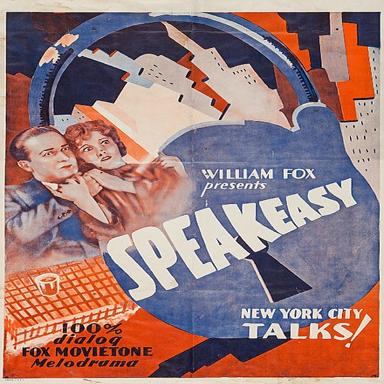 WILLIAM FOX
presents
SPEAKEASY
NEW YORK CITY
TALKS!
100%
dialog
FOX MOVIETONE
Melodrama